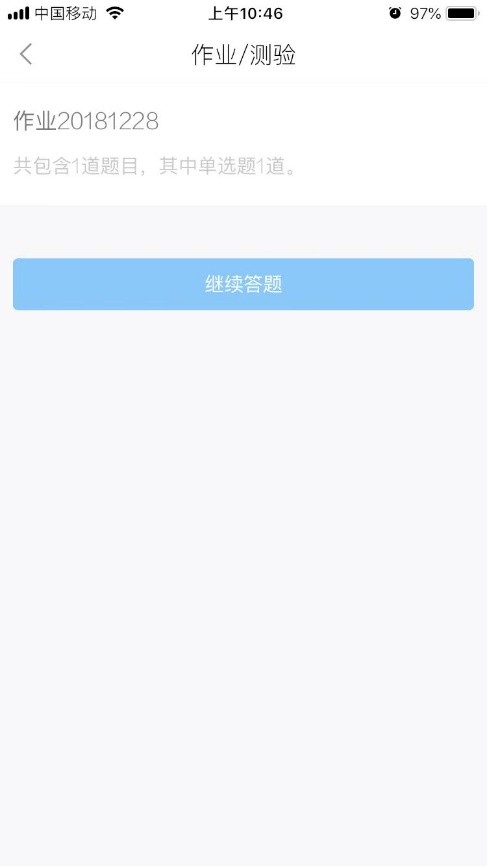 中国移动 上午10:46 97%
作业/测验
作业20181228
共包含1道题目，其中单选题1道。
继续答题